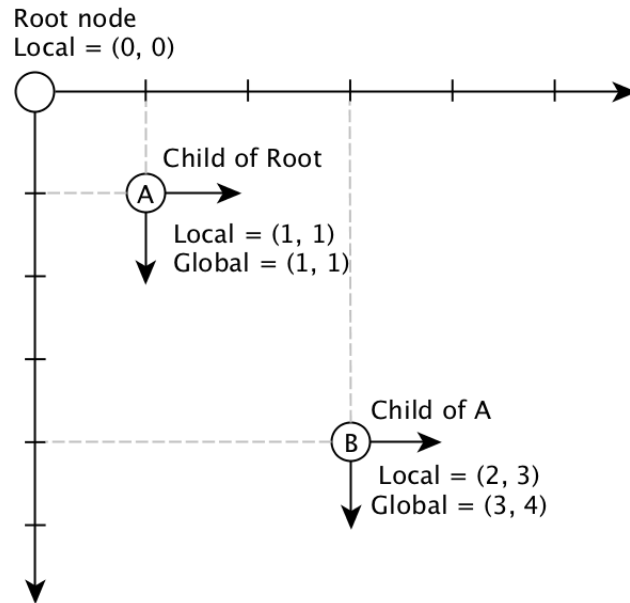 Root node
Local = (0, 0)
Child of Root
A
Local = (1, 1)
Global = (1, 1)
Child of A
B
Local = (2, 3)
Global = (3, 4)